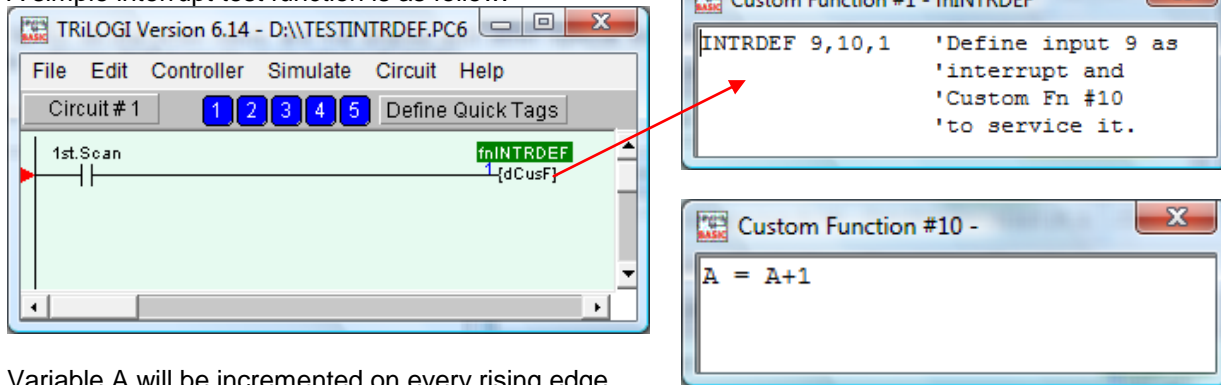 A simple interrupt test function is as follow:
TRiLOGI Version 6.14 - D:\\TESTINTRDEF.PC6
File Edit Controller Simulate Circuit Help
Circuit # 1 1 2 3 4 5 Define Quick Tags
1st.Scan fnINTRDEF
1 {dCusF}
Custom Function #1 - fnINTRDEF
INTRDEF 9,10,1 'Define input 9 as
'interrupt and
'Custom Fn #10
'to service it.
Custom Function #10 -
A = A+1
Variable A will be incremented on every rising edge